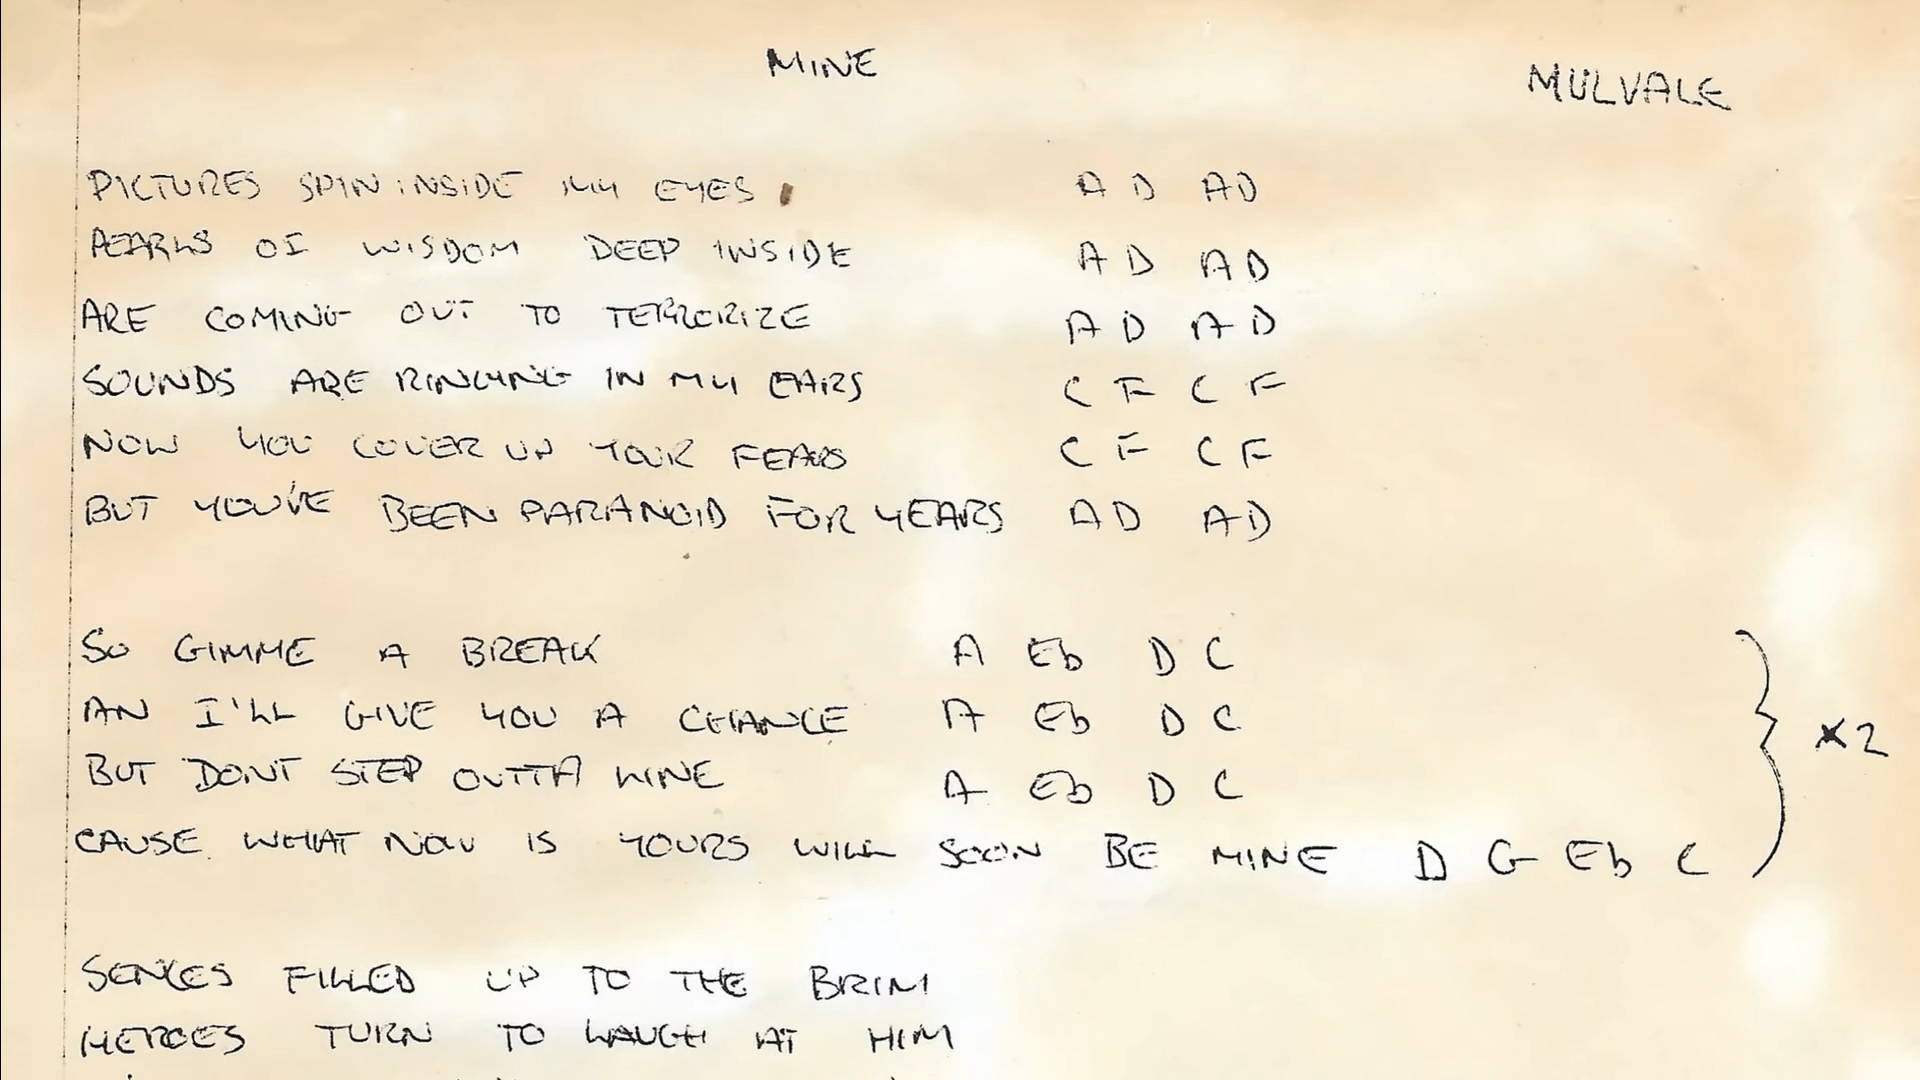 MINE MULVALE
PICTURES SPIN INSIDE MY EYES A D A D
PEARLS OF WISDOM DEEP INSIDE A D A D
ARE COMING OUT TO TERRORIZE A D A D
SOUNDS ARE RINGING IN MY EARS C F C F
NOW YOU COVER UP YOUR FEARS C F C F
BUT YOU'VE BEEN PARANOID FOR YEARS A D A D
SO GIMME A BREAK A Eb D C
AN I'LL GIVE YOU A CHANCE A Eb D C
BUT DONT STEP OUTTA LINE A Eb D C
x2
CAUSE WHAT NOW IS YOURS WILL SOON BE MINE D G Eb C
SENCES FILLED UP TO THE BRIM
HEROES TURN TO LAUGH AT HIM